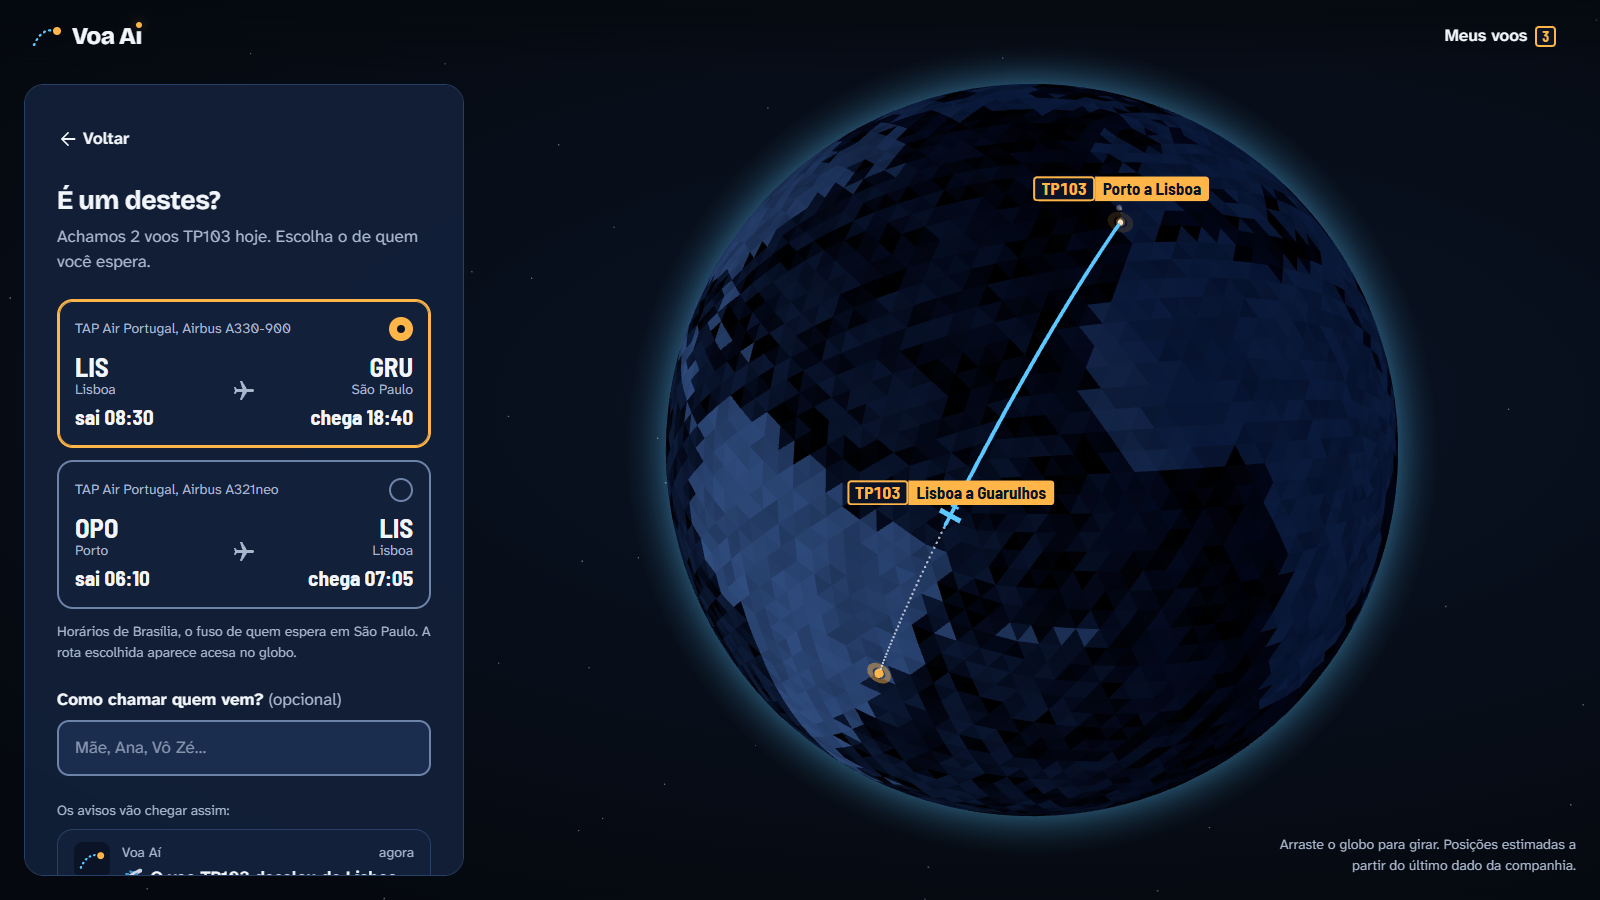 Voa Aí
Meus voos 3
Voltar
É um destes?
Achamos 2 voos TP103 hoje. Escolha o de quem
você espera.
TAP Air Portugal, Airbus A330-900
LIS
GRU
Lisboa
São Paulo
sai 08:30
chega 18:40
TAP Air Portugal, Airbus A321neo
OPO
LIS
Porto
Lisboa
sai 06:10
chega 07:05
Horários de Brasília, o fuso de quem espera em São Paulo. A
rota escolhida aparece acesa no globo.
Como chamar quem vem? (opcional)
Mãe, Ana, Vô Zé...
Os avisos vão chegar assim:
Voa Aí
agora
O voo TP103 decolou de Lisboa
TP103 Porto a Lisboa
TP103 Lisboa a Guarulhos
Arraste o globo para girar. Posições estimadas a
partir do último dado da companhia.